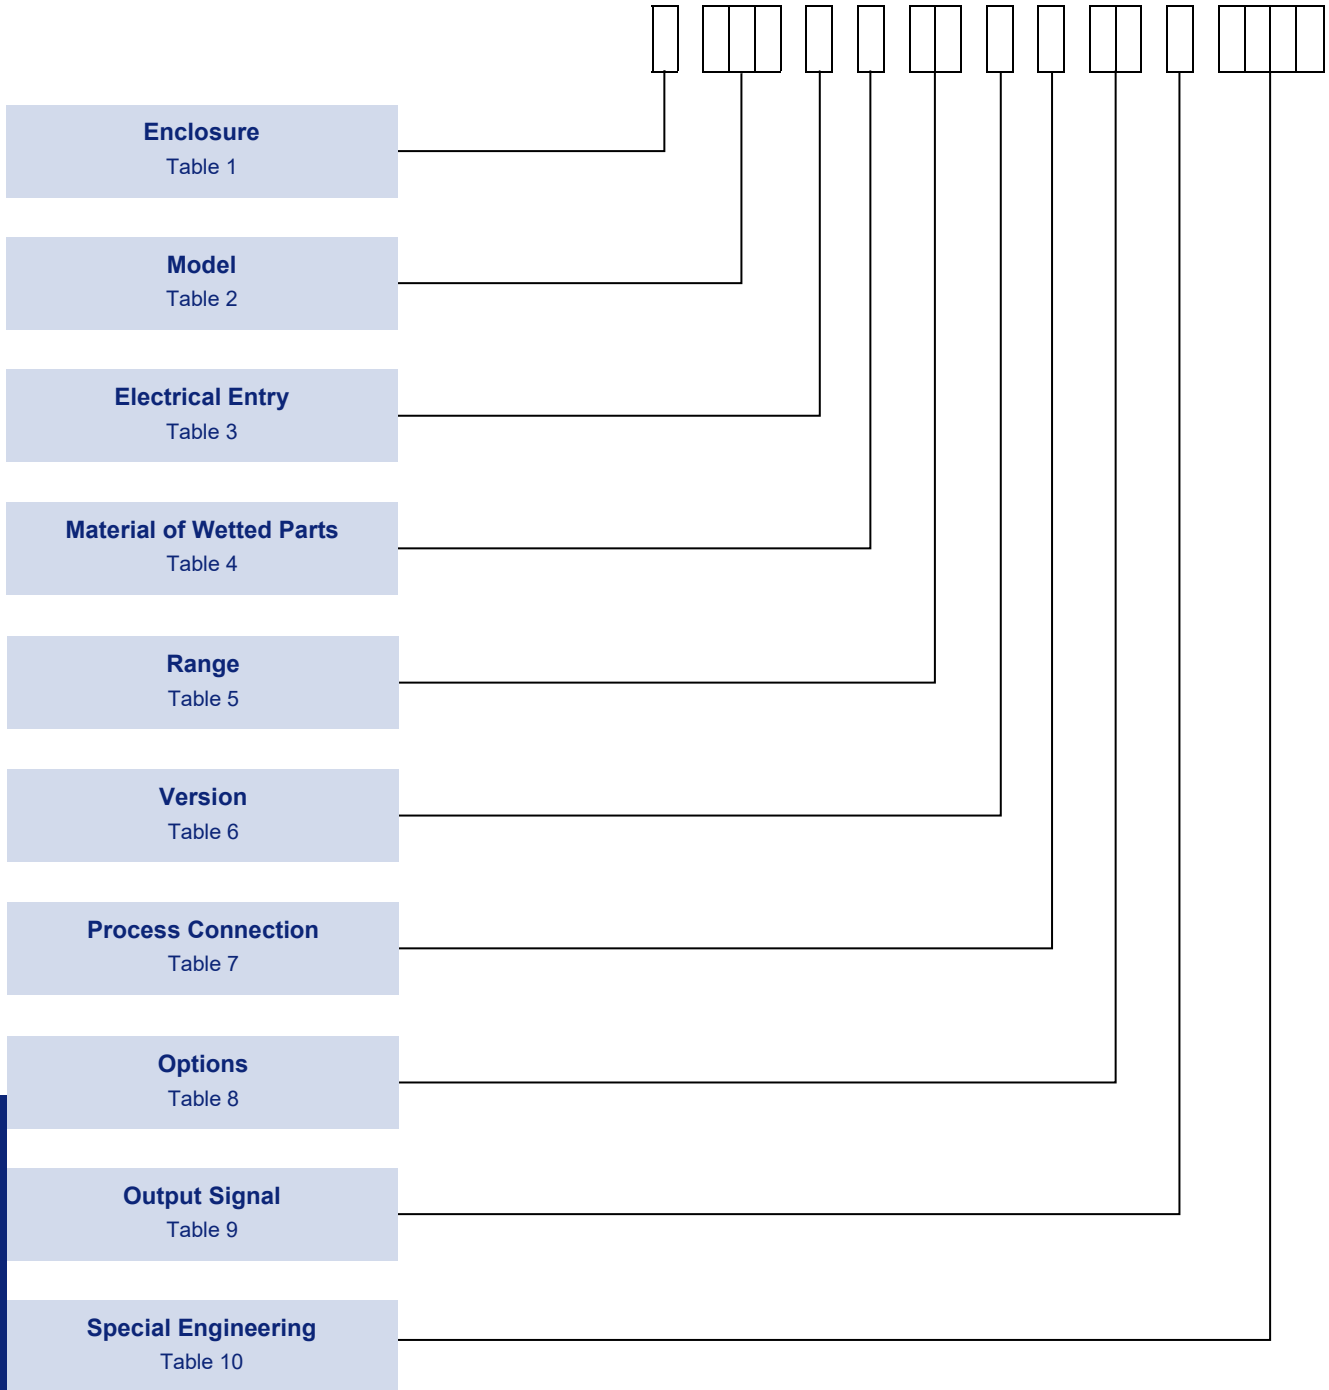 Enclosure
Table 1
Model
Table 2
Electrical Entry
Table 3
Material of Wetted Parts
Table 4
Range
Table 5
Version
Table 6
Process Connection
Table 7
Options
Table 8
Output Signal
Table 9
Special Engineering
Table 10